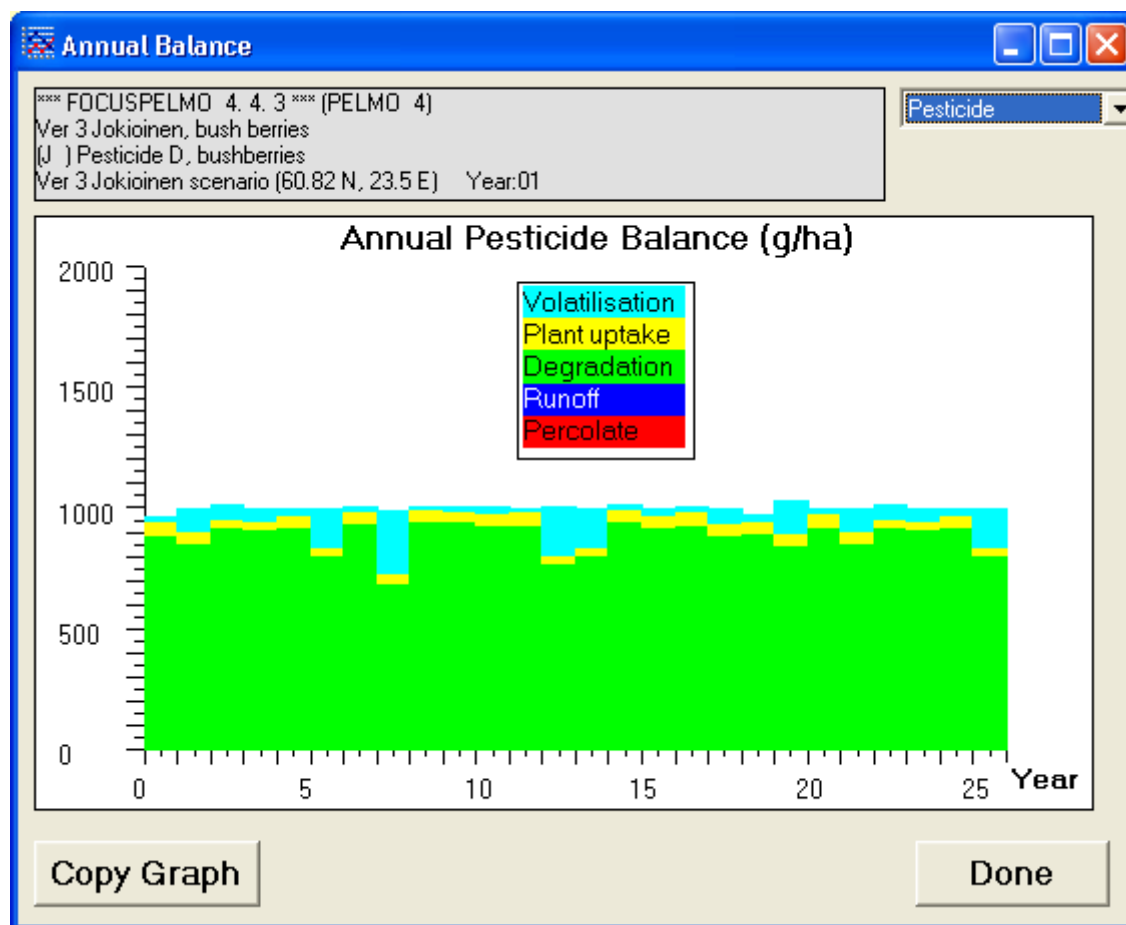 Annual Balance
*** FOCUSPELMO 4. 4. 3 *** (PELMO 4)
Ver 3 Jokioinen, bush berries
(J ) Pesticide D, bushberries
Ver 3 Jokioinen scenario (60.82 N, 23.5 E) Year:01
Pesticide
Annual Pesticide Balance (g/ha)
2000
1500
1000
500
0
Volatilisation
Plant uptake
Degradation
Runoff
Percolate
0 5 10 15 20 25 Year
Copy Graph
Done